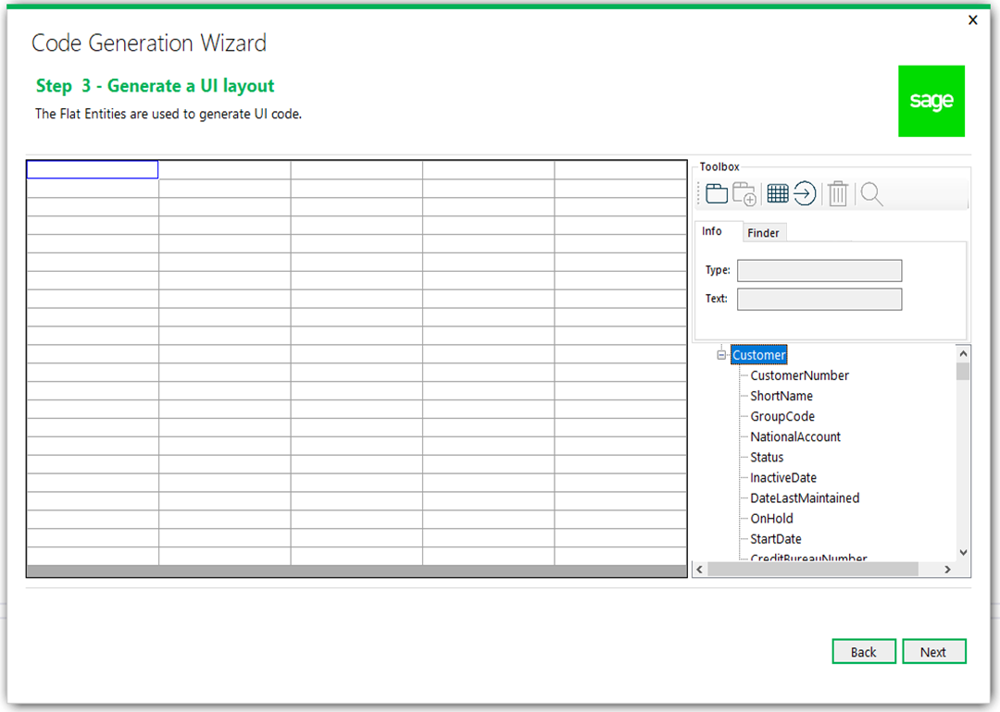 Code Generation Wizard
Step 3 - Generate a UI layout
The Flat Entities are used to generate UI code.
sage
Toolbox
Info
Finder
Type:
Text:
Customer
CustomerNumber
ShortName
GroupCode
NationalAccount
Status
InactiveDate
DateLastMaintained
OnHold
StartDate
CreditBureauNumber
Back
Next